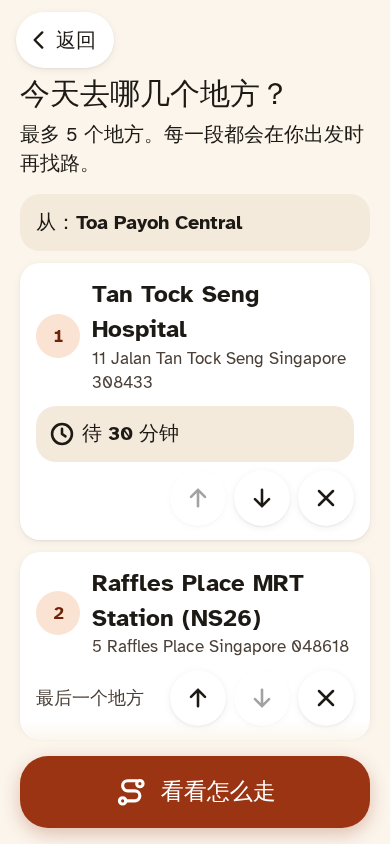 返回
今天去哪几个地方？
最多 5 个地方。每一段都会在你出发时
再找路。
从：Toa Payoh Central
1
Tan Tock Seng
Hospital
11 Jalan Tan Tock Seng Singapore
308433
待 30 分钟
2
Raffles Place MRT
Station (NS26)
5 Raffles Place Singapore 048618
最后一个地方
看看怎么走